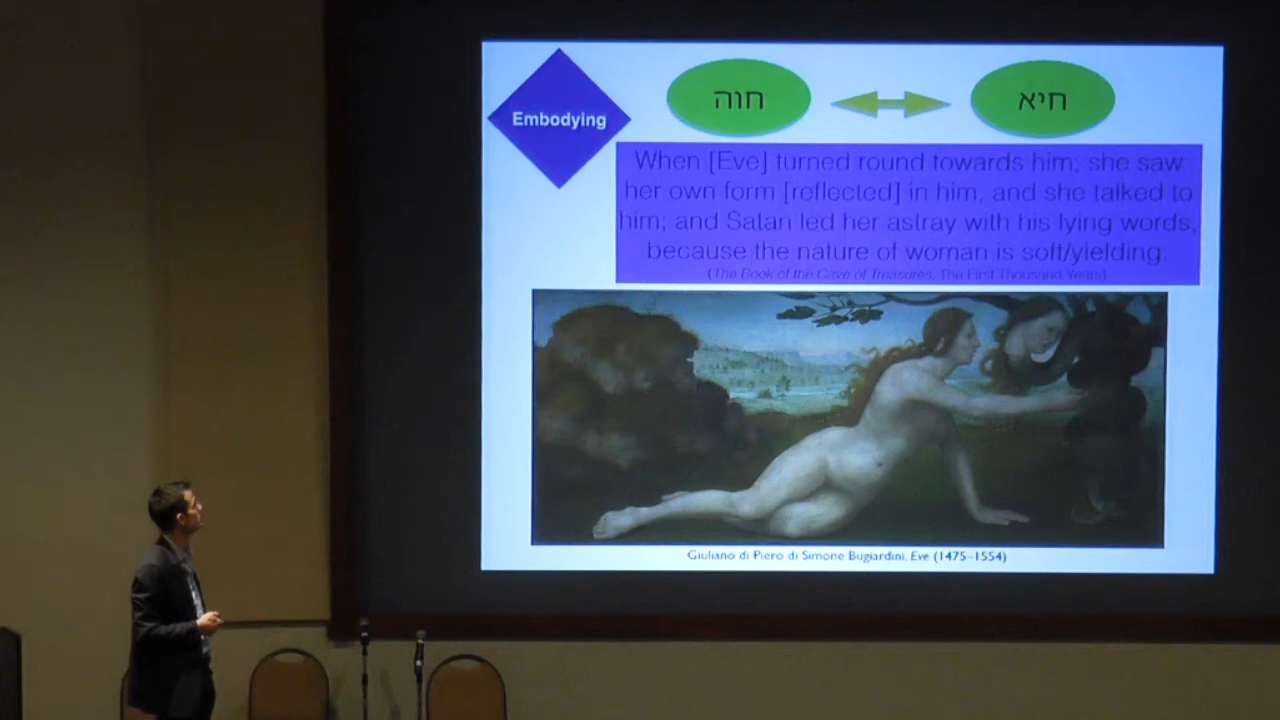 Embodying
חוה
חיא
When [Eve] turned round towards him, she saw
her own form [reflected] in him, and she talked to
him; and Satan led her astray with his lying words,
because the nature of woman is soft/yielding.
(The Book of the Cave of Treasures, The First Thousand Years)
Giuliano di Piero di Simone Bugiardini, Eve (1475–1554)